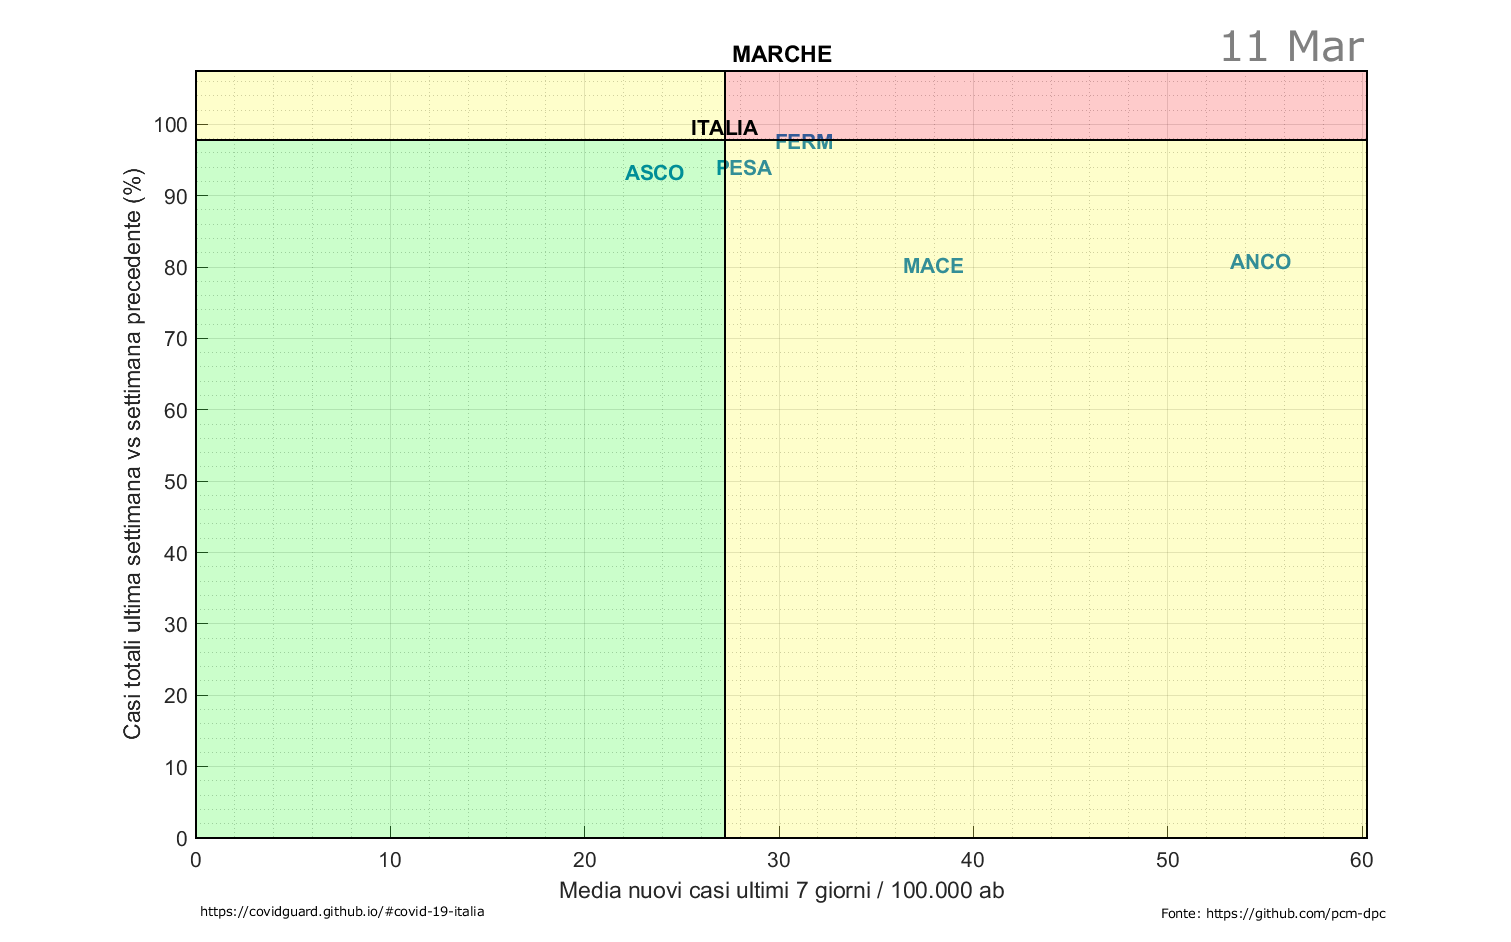 11 Mar
MARCHE
100
ITALIA
FERM
PESA
ASCO
90
80
MACE
ANCO
70
60
50
40
30
20
10
0
Casi totali ultima settimana vs settimana precedente (%)
0 10 20 30 40 50 60
Media nuovi casi ultimi 7 giorni / 100.000 ab
https://covidguard.github.io/#covid-19-italia
Fonte: https://github.com/pcm-dpc